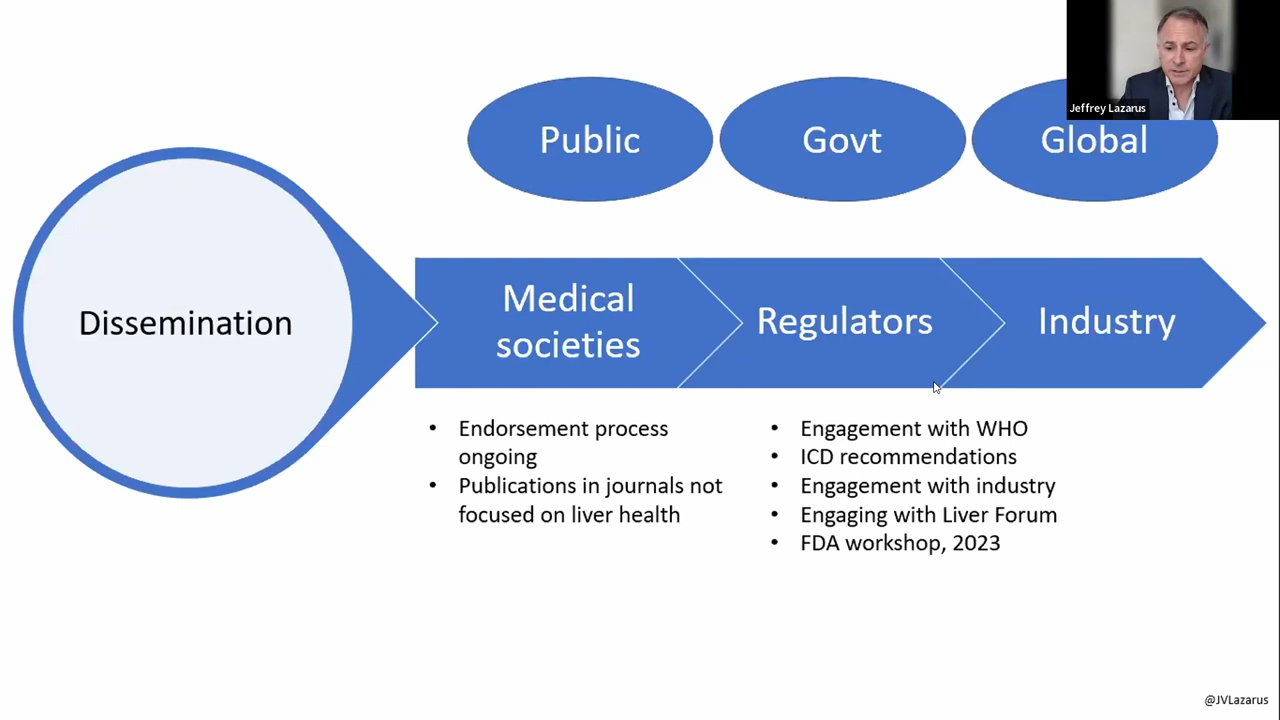 Jeffrey Lazarus
Public
Govt
Global
Dissemination
Medical
societies
Regulators
Industry
• Endorsement process
ongoing
• Publications in journals not
focused on liver health
• Engagement with WHO
• ICD recommendations
• Engagement with industry
• Engaging with Liver Forum
• FDA workshop, 2023
@JVLazarus